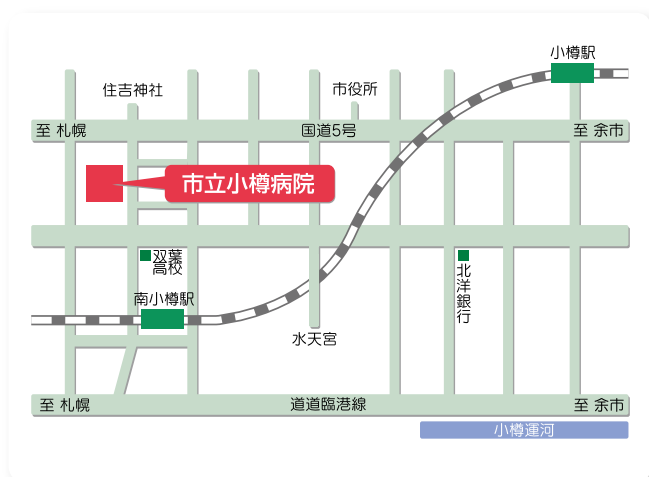 小樽駅
住吉神社
市役所
至 札幌
国道5号
至 余市
市立小樽病院
双葉
高校
北洋銀行
南小樽駅
水天宮
至 札幌
道道臨港線
至 余市
小樽運河